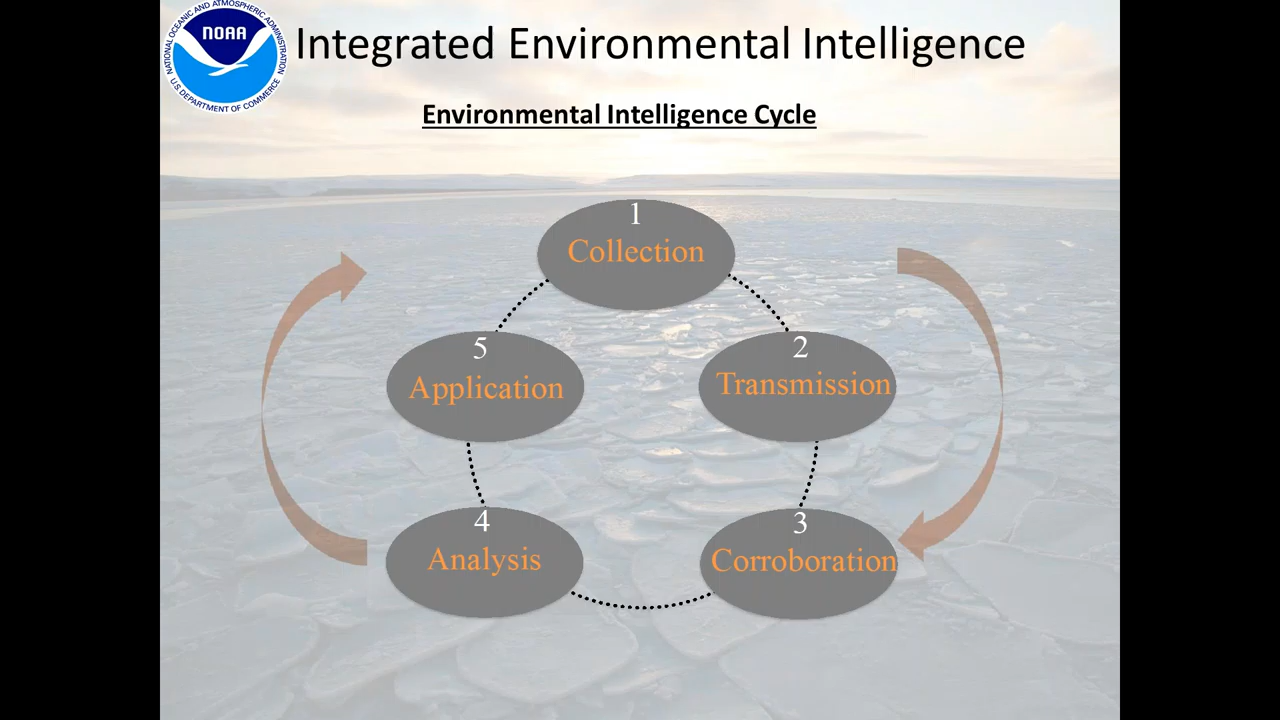 NATIONAL OCEANIC AND ATMOSPHERIC ADMINISTRATION
NOAA
U.S. DEPARTMENT OF COMMERCE
Integrated Environmental Intelligence
Environmental Intelligence Cycle
1
Collection
2
Transmission
3
Corroboration
4
Analysis
5
Application